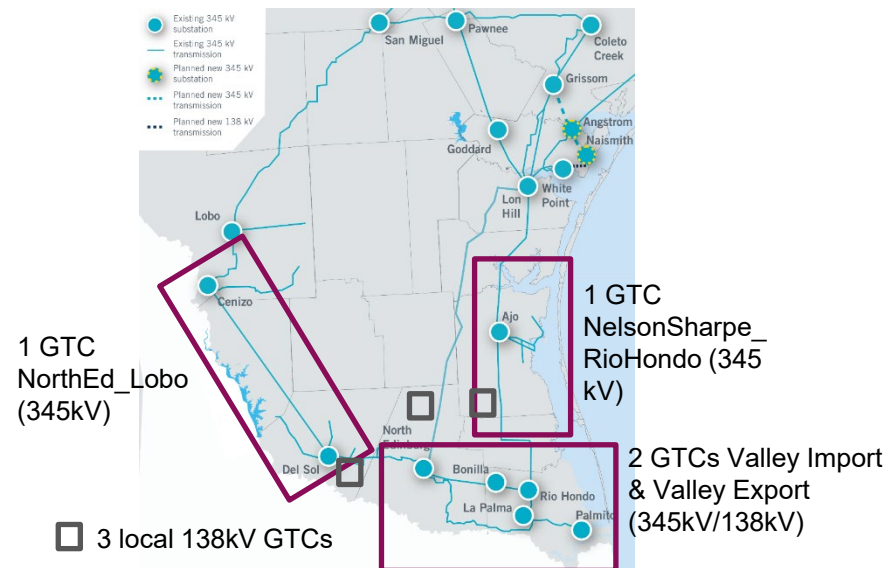 Existing 345 kV
substation
Existing 345 kV
transmission
Planned new 345 kV
substation
Planned new 345 kV
transmission
Planned new 138 kV
transmission
San Miguel
Pawnee
Coleto
Creek
Grissom
Angstrom
Naismith
Goddard
White
Point
Lon
Hill
Lobo
Cenizo
Ajo
1 GTC
NelsonSharpe_
RioHondo (345
kV)
1 GTC
NorthEd_Lobo
(345kV)
North
Edinburg
Del Sol
Bonilla
Rio Hondo
La Palma
Palmito
2 GTCs Valley Import
& Valley Export
(345kV/138kV)
3 local 138kV GTCs